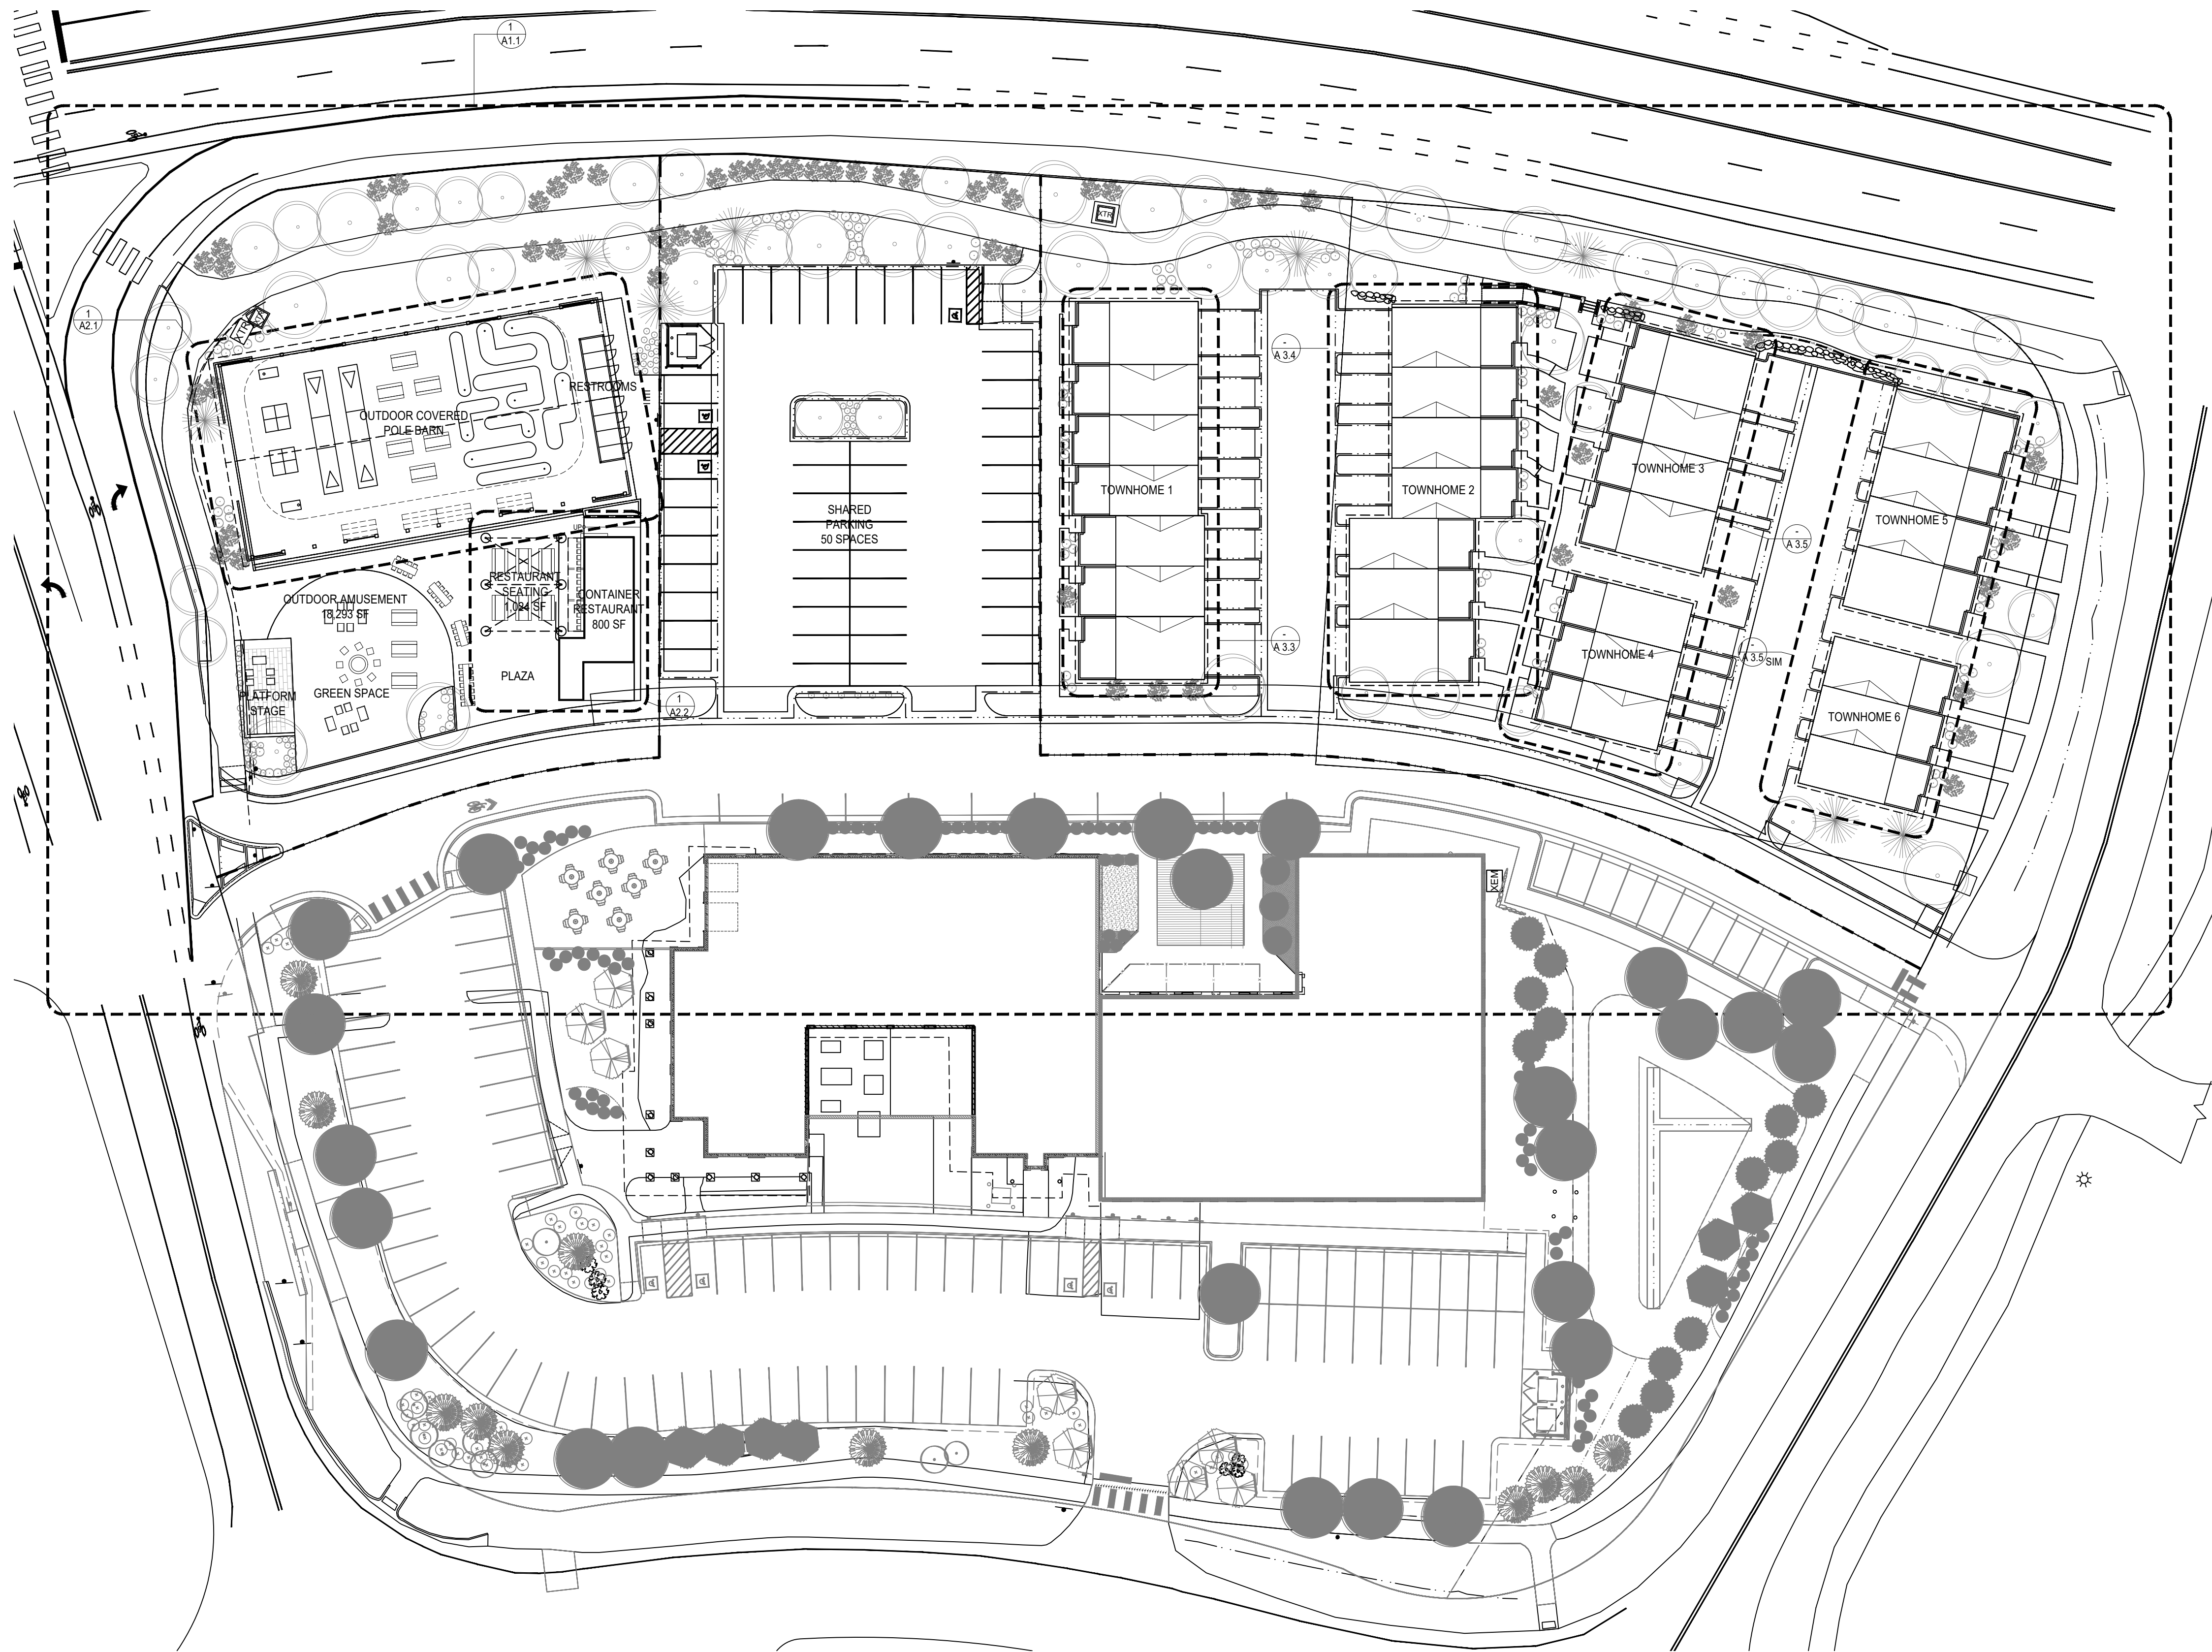 1
A1.1
XTR
1
A2.1
XTR
-
A 3.4
RESTROOMS
OUTDOOR COVERED
POLE BARN
TOWNHOME 1
TOWNHOME 2
TOWNHOME 3
TOWNHOME 5
SHARED
PARKING
50 SPACES
UP
-
A 3.5
RESTAURANT
SEATING
1,024 SF
CONTAINER
RESTAURANT
800 SF
OUTDOOR AMUSEMENT
18,293 SF
-
A 3.3
TOWNHOME 4
-
A 3.5
SIM
PLAZA
PLATFORM
STAGE
GREEN SPACE
1
A2.2
TOWNHOME 6
XEM